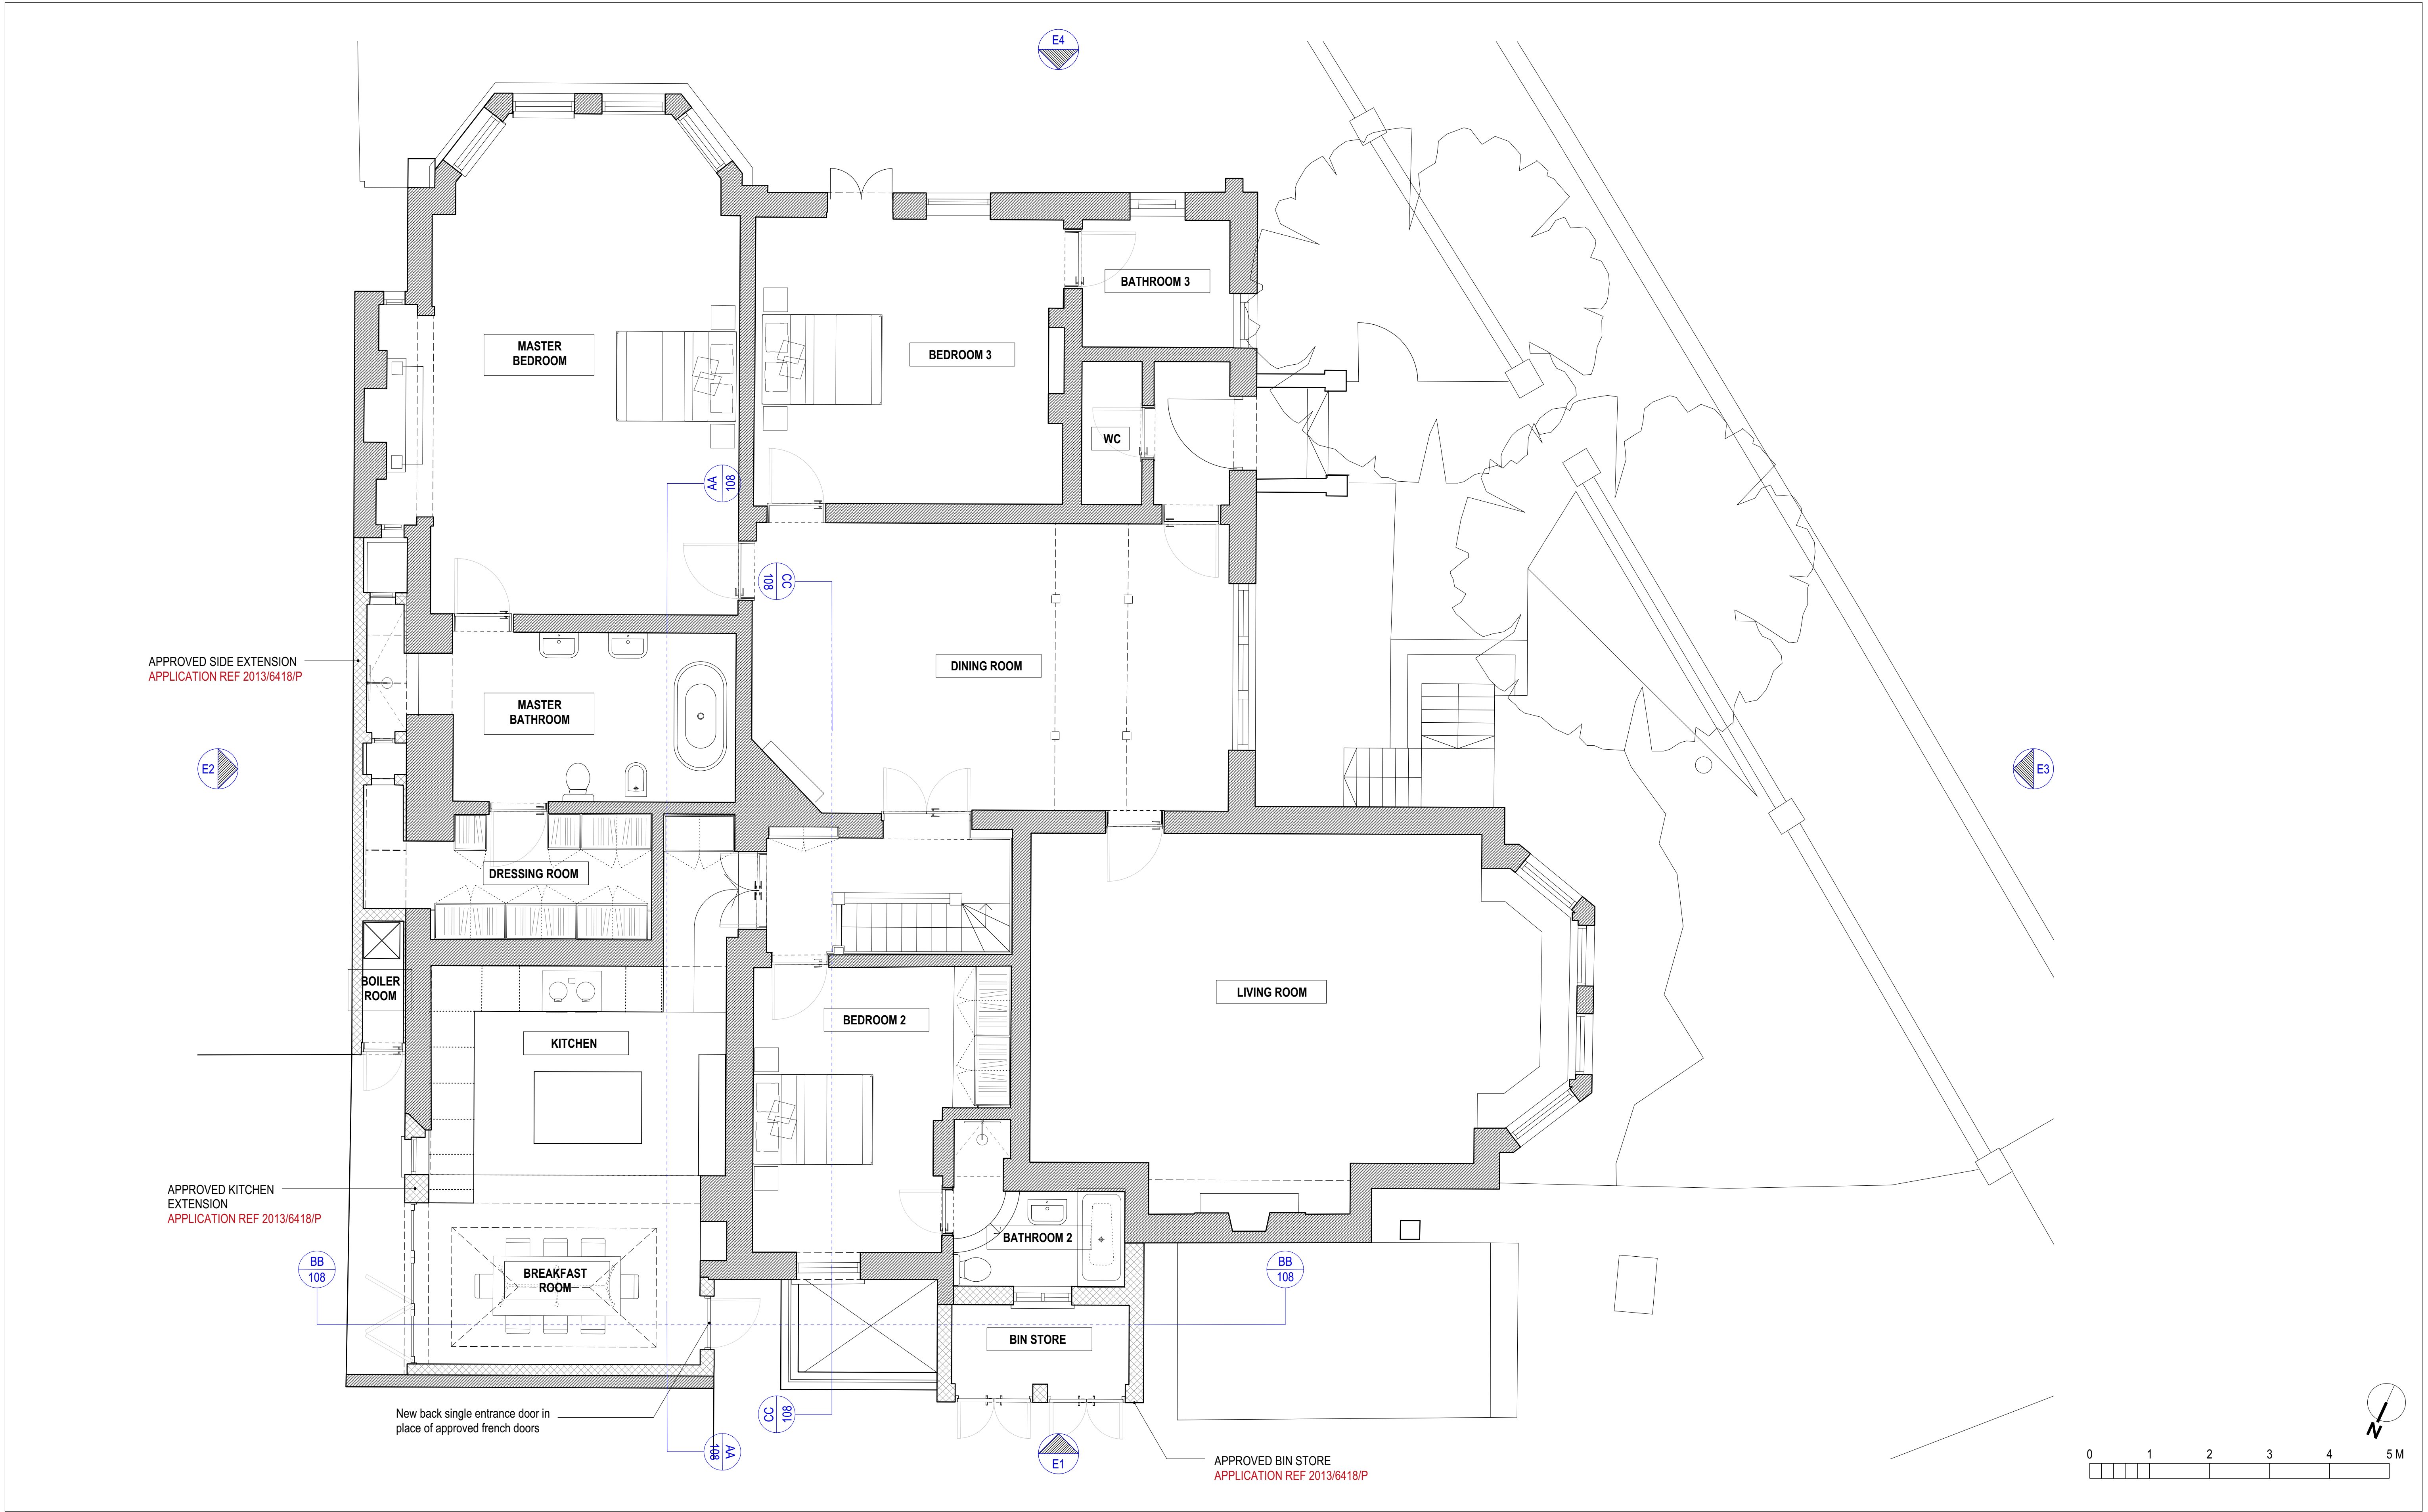 E4
MASTER
BEDROOM
BEDROOM 3
BATHROOM 3
WC
AA
108
CC
108
APPROVED SIDE EXTENSION
APPLICATION REF 2013/6418/P
MASTER
BATHROOM
DINING ROOM
E2
E3
DRESSING ROOM
BOILER
ROOM
KITCHEN
BEDROOM 2
LIVING ROOM
APPROVED KITCHEN
EXTENSION
APPLICATION REF 2013/6418/P
BB
108
BREAKFAST
ROOM
BATHROOM 2
BB
108
BIN STORE
New back single entrance door in
place of approved french doors
CC
108
AA
108
E1
APPROVED BIN STORE
APPLICATION REF 2013/6418/P
N
0 1 2 3 4 5 M